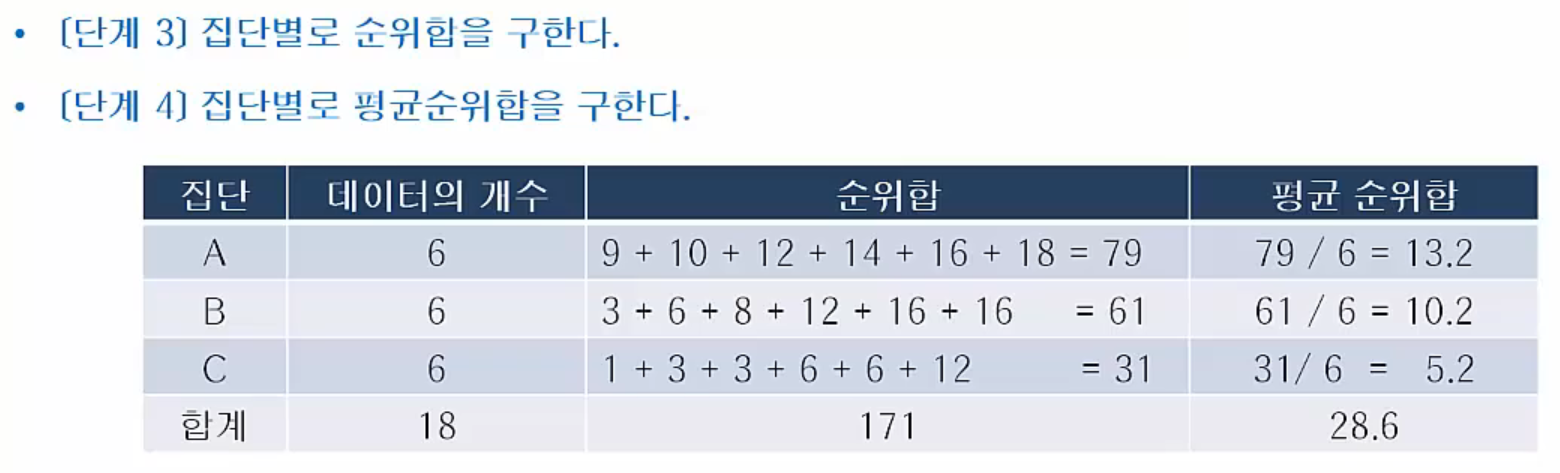 • [단계 3] 집단별로 순위합을 구한다.
• [단계 4] 집단별로 평균순위합을 구한다.
집단 데이터의 개수 순위합 평균 순위합
A 6 9 + 10 + 12 + 14 + 16 + 18 = 79 79 / 6 = 13.2
B 6 3 + 6 + 8 + 12 + 16 + 16 = 61 61 / 6 = 10.2
C 6 1 + 3 + 3 + 6 + 6 + 12 = 31 31/ 6 = 5.2
합계 18 171 28.6